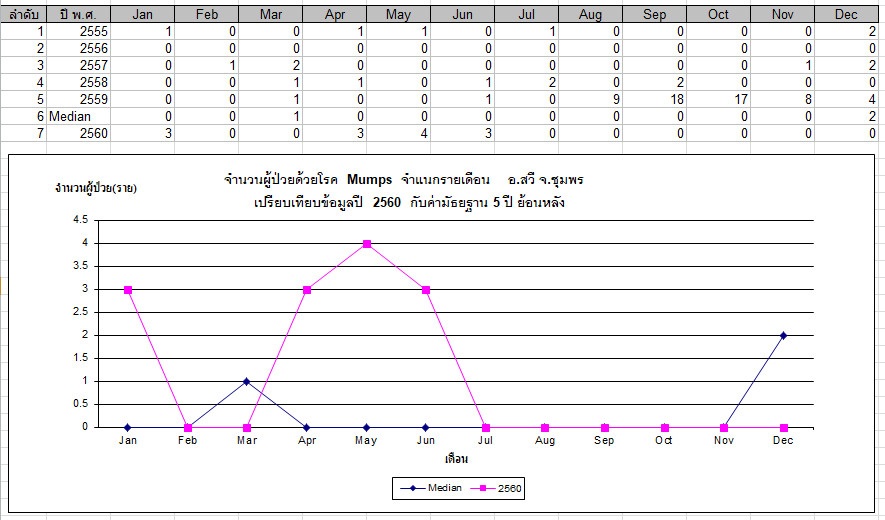 ลำดับ ปี พ.ศ. Jan Feb Mar Apr May Jun Jul Aug Sep Oct Nov Dec
1 2555 1 0 0 1 1 0 1 0 0 0 0 2
2 2556 0 0 0 0 0 0 0 0 0 0 0 0
3 2557 0 1 2 0 0 0 0 0 0 0 1 2
4 2558 0 0 1 1 0 1 2 0 2 0 0 0
5 2559 0 0 1 0 0 1 0 9 18 17 8 4
6 Median 0 0 1 0 0 0 0 0 0 0 0 2
7 2560 3 0 0 3 4 3 0 0 0 0 0 0
จำนวนผู้ป่วยด้วยโรค Mumps จำแนกรายเดือน อ.สวี จ.ชุมพร
จำนวนผู้ป่วย(ราย)
เปรียบเทียบข้อมูลปี 2560 กับค่ามัธยฐาน 5 ปี ย้อนหลัง
4.5
4
3.5
3
2.5
2
1.5
1
0.5
0
Jan Feb Mar Apr May Jun Jul Aug Sep Oct Nov Dec
เดือน
Median 2560